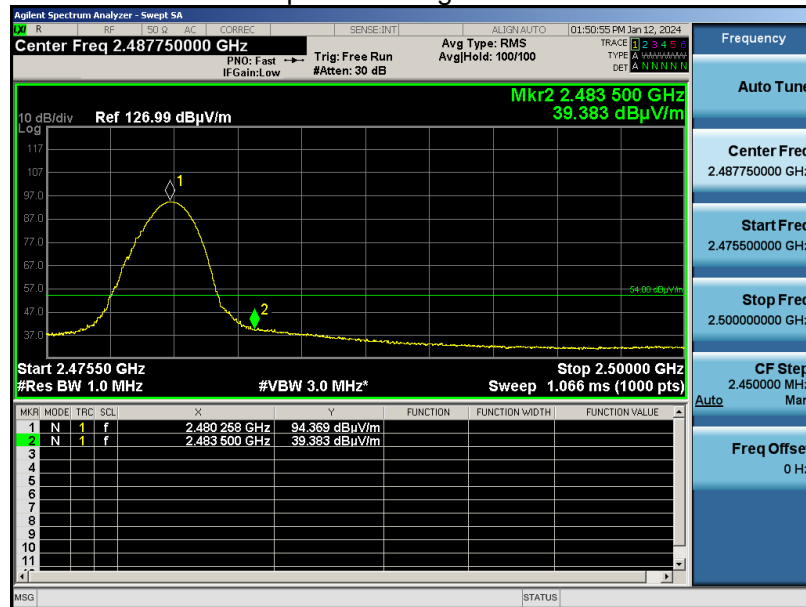 Agilent Spectrum Analyzer - Swept SA
LXI R RF 50 Ω AC CORREC SENSE:INT ALIGN AUTO 01:50:55 PM Jan 12, 2024
Center Freq 2.487750000 GHz
PNO: Fast
IFGain:Low
Trig: Free Run
#Atten: 30 dB
Avg Type: RMS
Avg|Hold: 100/100
TRACE 1 2 3 4 5 6
TYPE A WWWWW
DET A N N N N N
Mkr2 2.483 500 GHz
39.383 dBµV/m
10 dB/div Ref 126.99 dBµV/m
Log
117
107
97.0
87.0
77.0
67.0
57.0
47.0
37.0
1
2
54.00 dBµV/m
Start 2.47550 GHz Stop 2.50000 GHz
#Res BW 1.0 MHz #VBW 3.0 MHz* Sweep 1.066 ms (1000 pts)
MKR MODE TRC SCL X Y FUNCTION FUNCTION WIDTH FUNCTION VALUE
1 N 1 f 2.480 258 GHz 94.369 dBµV/m
2 N 1 f 2.483 500 GHz 39.383 dBµV/m
3
4
5
6
7
8
9
10
11
MSG STATUS
Frequency
Auto Tune
Center Freq
2.487750000 GHz
Start Freq
2.475500000 GHz
Stop Freq
2.500000000 GHz
CF Step
2.450000 MHz
Auto Man
Freq Offset
0 Hz